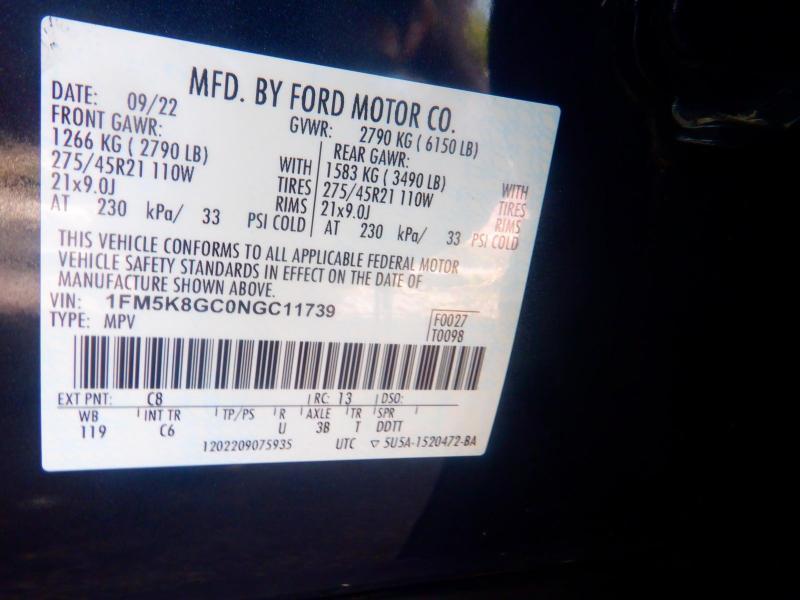 MFD. BY FORD MOTOR CO.
DATE: 09/22 GVWR: 2790 KG ( 6150 LB)
FRONT GAWR: REAR GAWR:
1266 KG ( 2790 LB) WITH 1583 KG ( 3490 LB) WITH
275/45R21 110W TIRES 275/45R21 110W TIRES
21x9.0J RIMS 21x9.0J RIMS
AT 230 kPa/ 33 PSI COLD AT 230 kPa/ 33 PSI COLD
THIS VEHICLE CONFORMS TO ALL APPLICABLE FEDERAL MOTOR
VEHICLE SAFETY STANDARDS IN EFFECT ON THE DATE OF
MANUFACTURE SHOWN ABOVE.
VIN: 1FM5K8GC0NGC11739
TYPE: MPV F0027
T0098
EXT PNT: C8 RC: 13 DSO:
WB INT TR TP/PS R AXLE TR SPR
119 C6 U 3B T DDTT
1202209075935 UTC ▽ 5U5A-1520472-BA